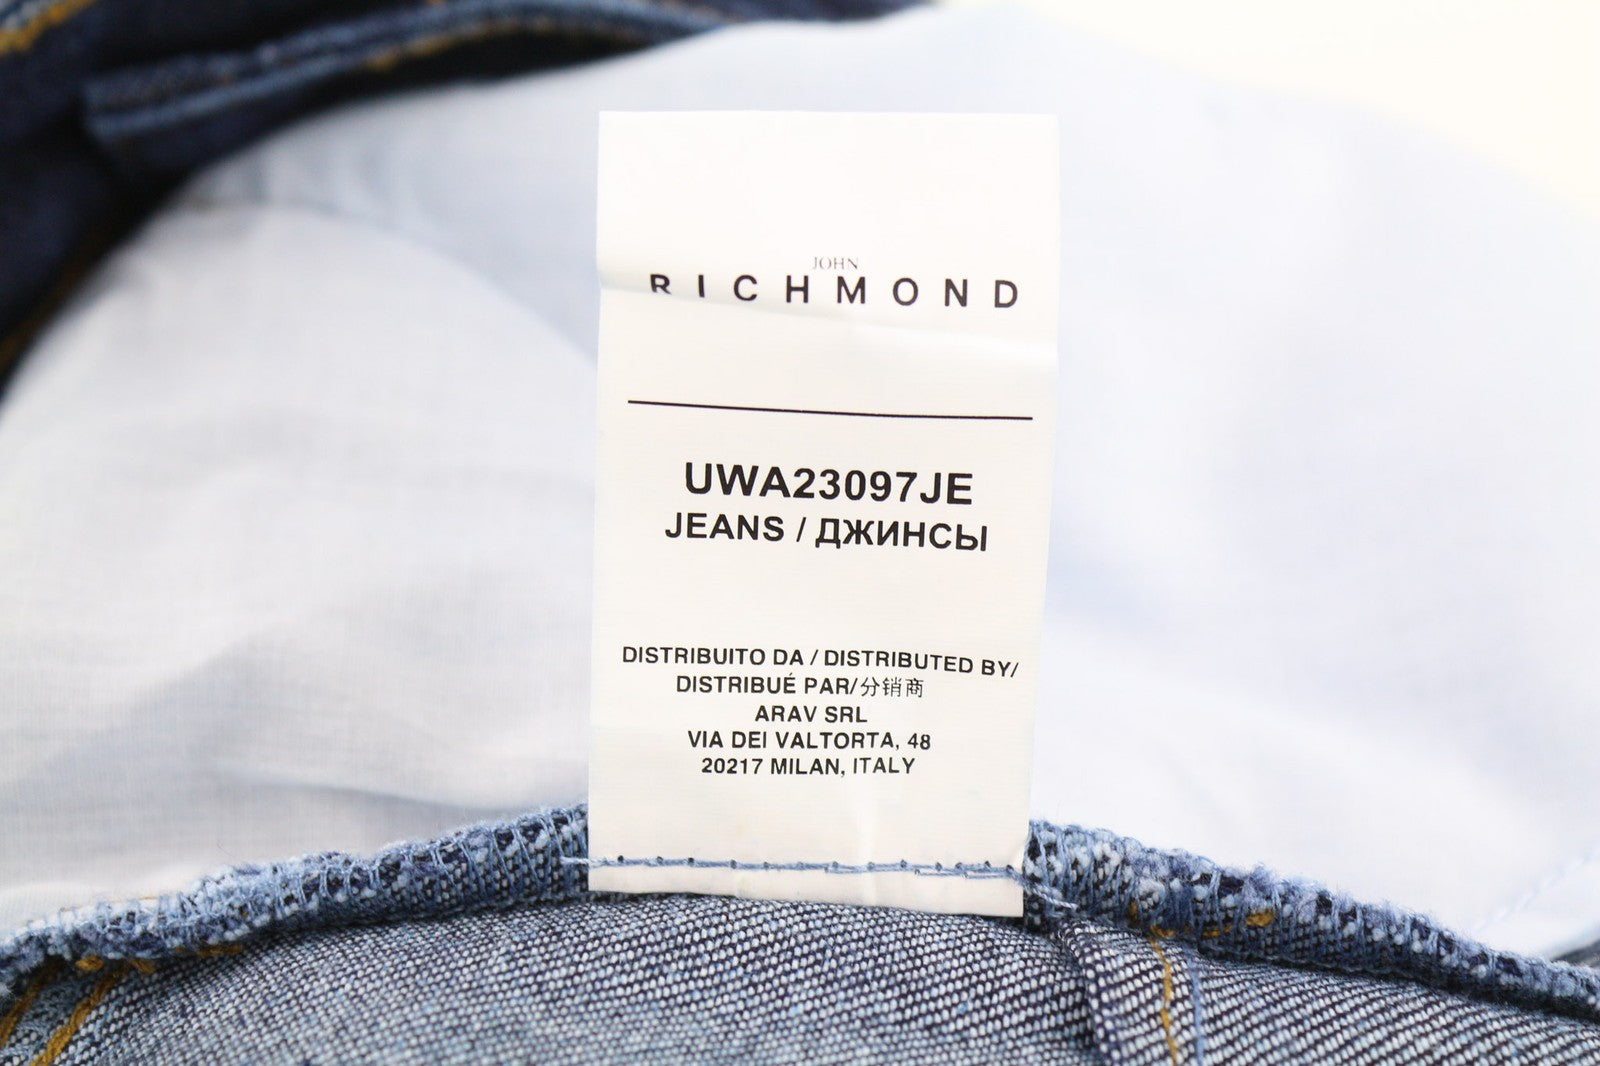 JOHN
RICHMOND
UWA23097JE
JEANS / ДЖИНСЫ
DISTRIBUITO DA / DISTRIBUTED BY/
DISTRIBUÉ PAR/分销商
ARAV SRL
VIA DEI VALTORTA, 48
20217 MILAN, ITALY